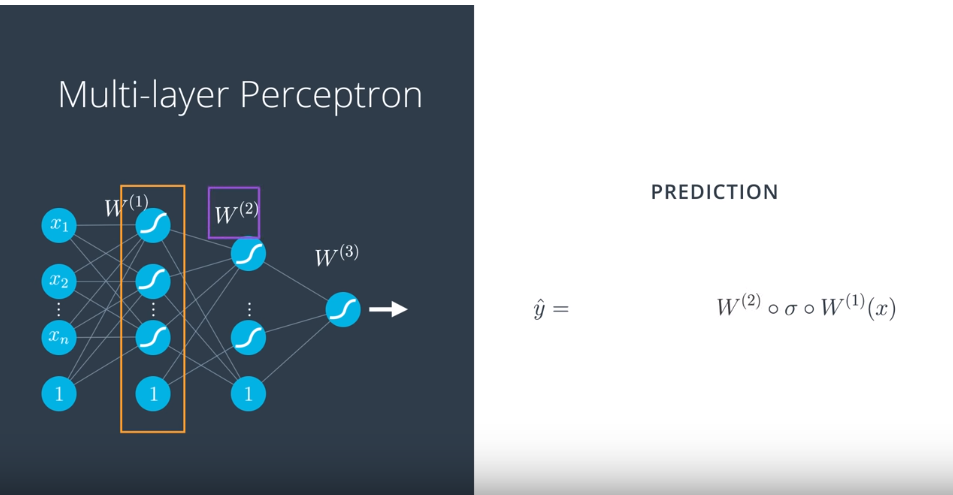 Multi-layer Perceptron
W^{(1)}
W^{(2)}
W^{(3)}
x_1
x_2
⋮ ⋮ ⋮
x_n
1 1 1
PREDICTION
ŷ = W^{(2)} ∘ σ ∘ W^{(1)}(x)